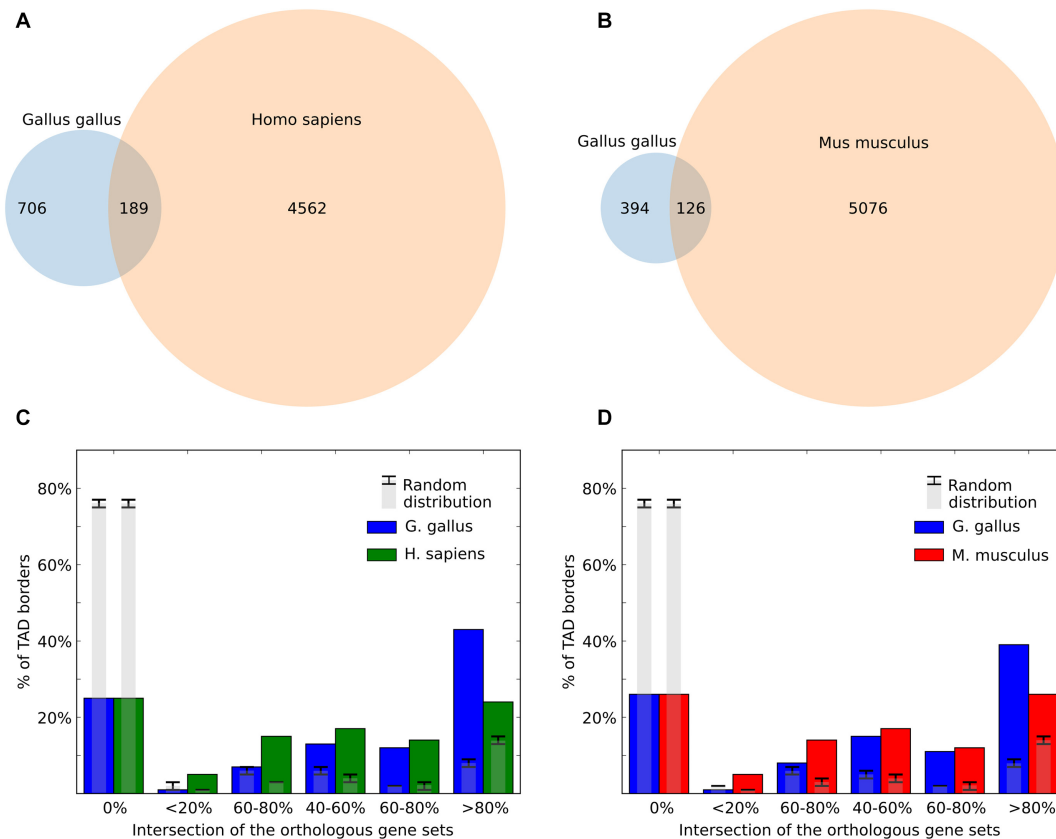 A
B
Gallus gallus
Homo sapiens
706
189
4562
Gallus gallus
Mus musculus
394
126
5076
C
80%
60%
40%
20%
% of TAD borders
Random
distribution
G. gallus
H. sapiens
0%
<20%
60-80%
40-60%
60-80%
>80%
Intersection of the orthologous gene sets
D
80%
60%
40%
20%
% of TAD borders
Random
distribution
G. gallus
M. musculus
0%
<20%
60-80%
40-60%
60-80%
>80%
Intersection of the orthologous gene sets